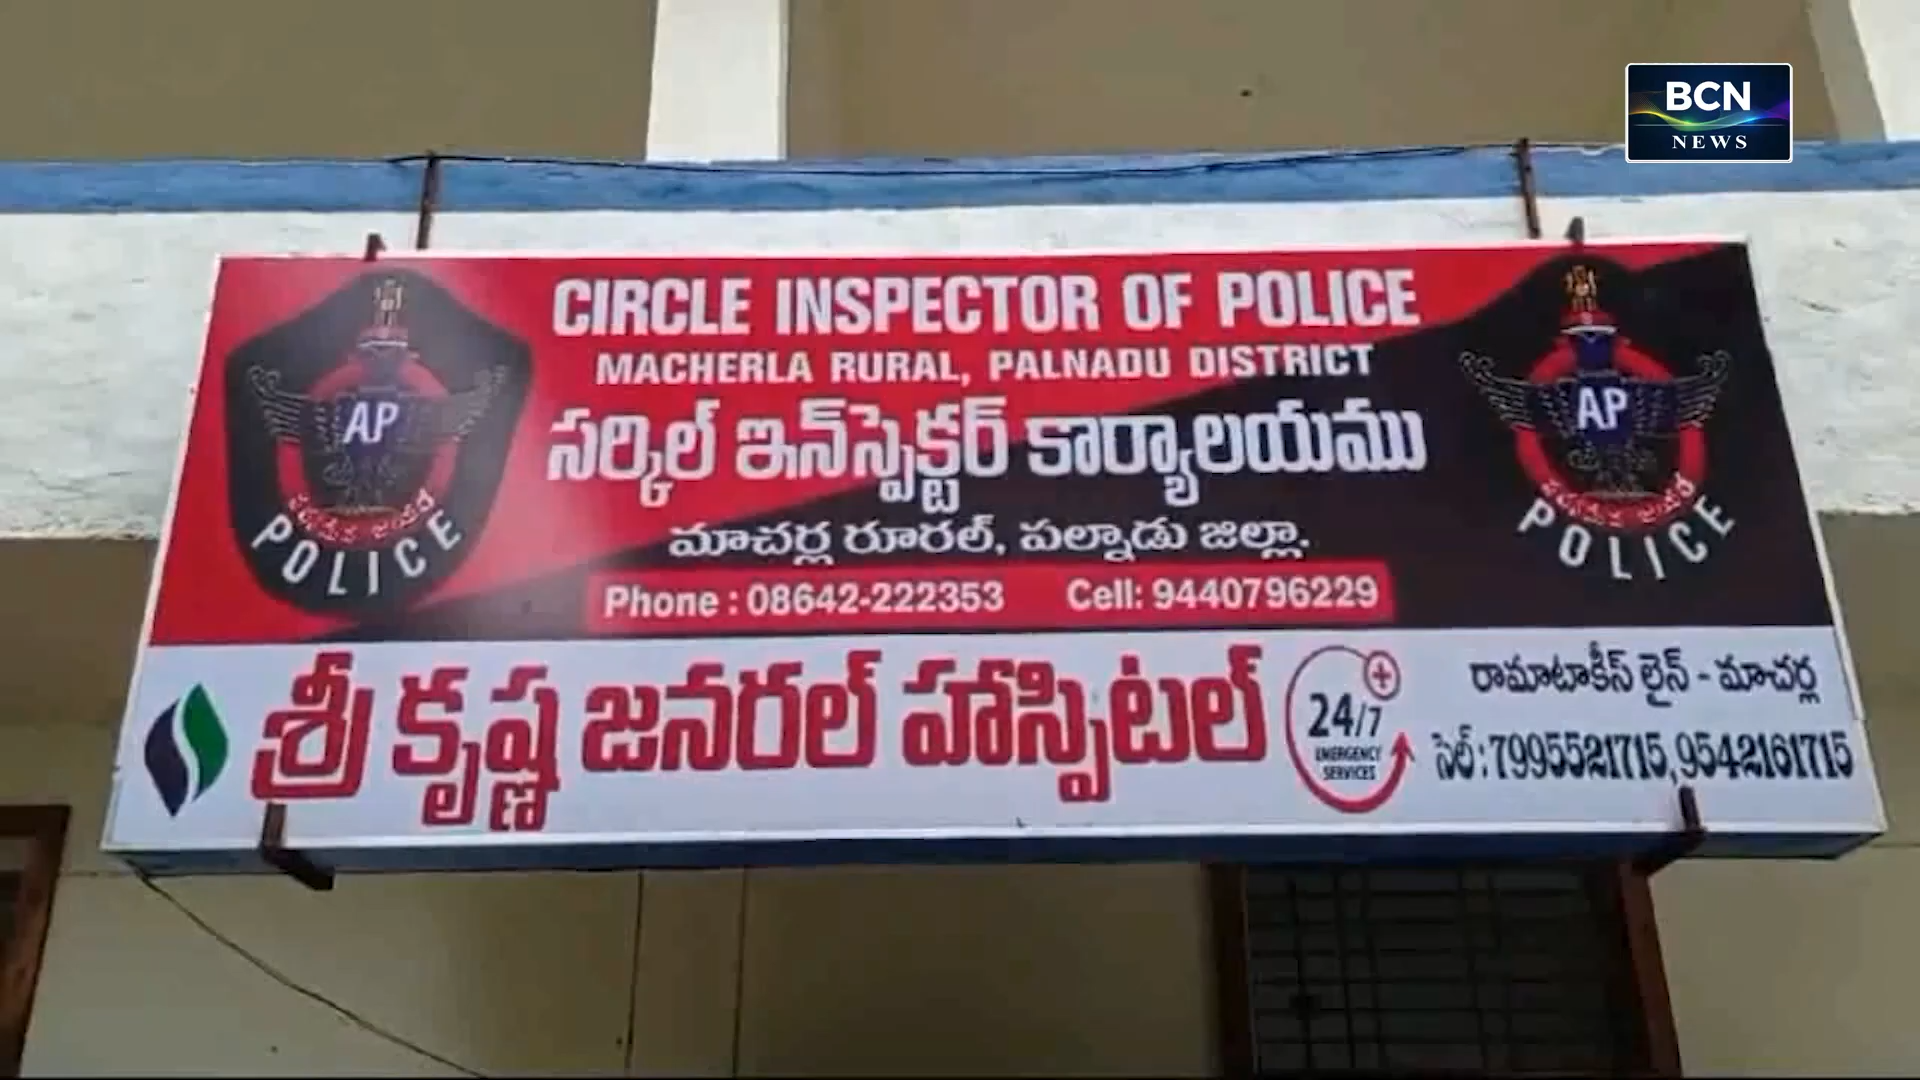 BCN
NEWS
CIRCLE INSPECTOR OF POLICE
MACHERLA RURAL, PALNADU DISTRICT
సర్కిల్ ఇన్‌స్పెక్టర్ కార్యాలయము
మాచర్ల రూరల్, పల్నాడు జిల్లా.
Phone : 08642-222353 Cell: 9440796229
AP
POLICE
AP
POLICE
శ్రీ కృష్ణ జనరల్ హాస్పిటల్
24/7
EMERGENCY
SERVICES
రామాటాకీస్ లైన్ - మాచర్ల
సెల్ : 7995521715, 9542161715